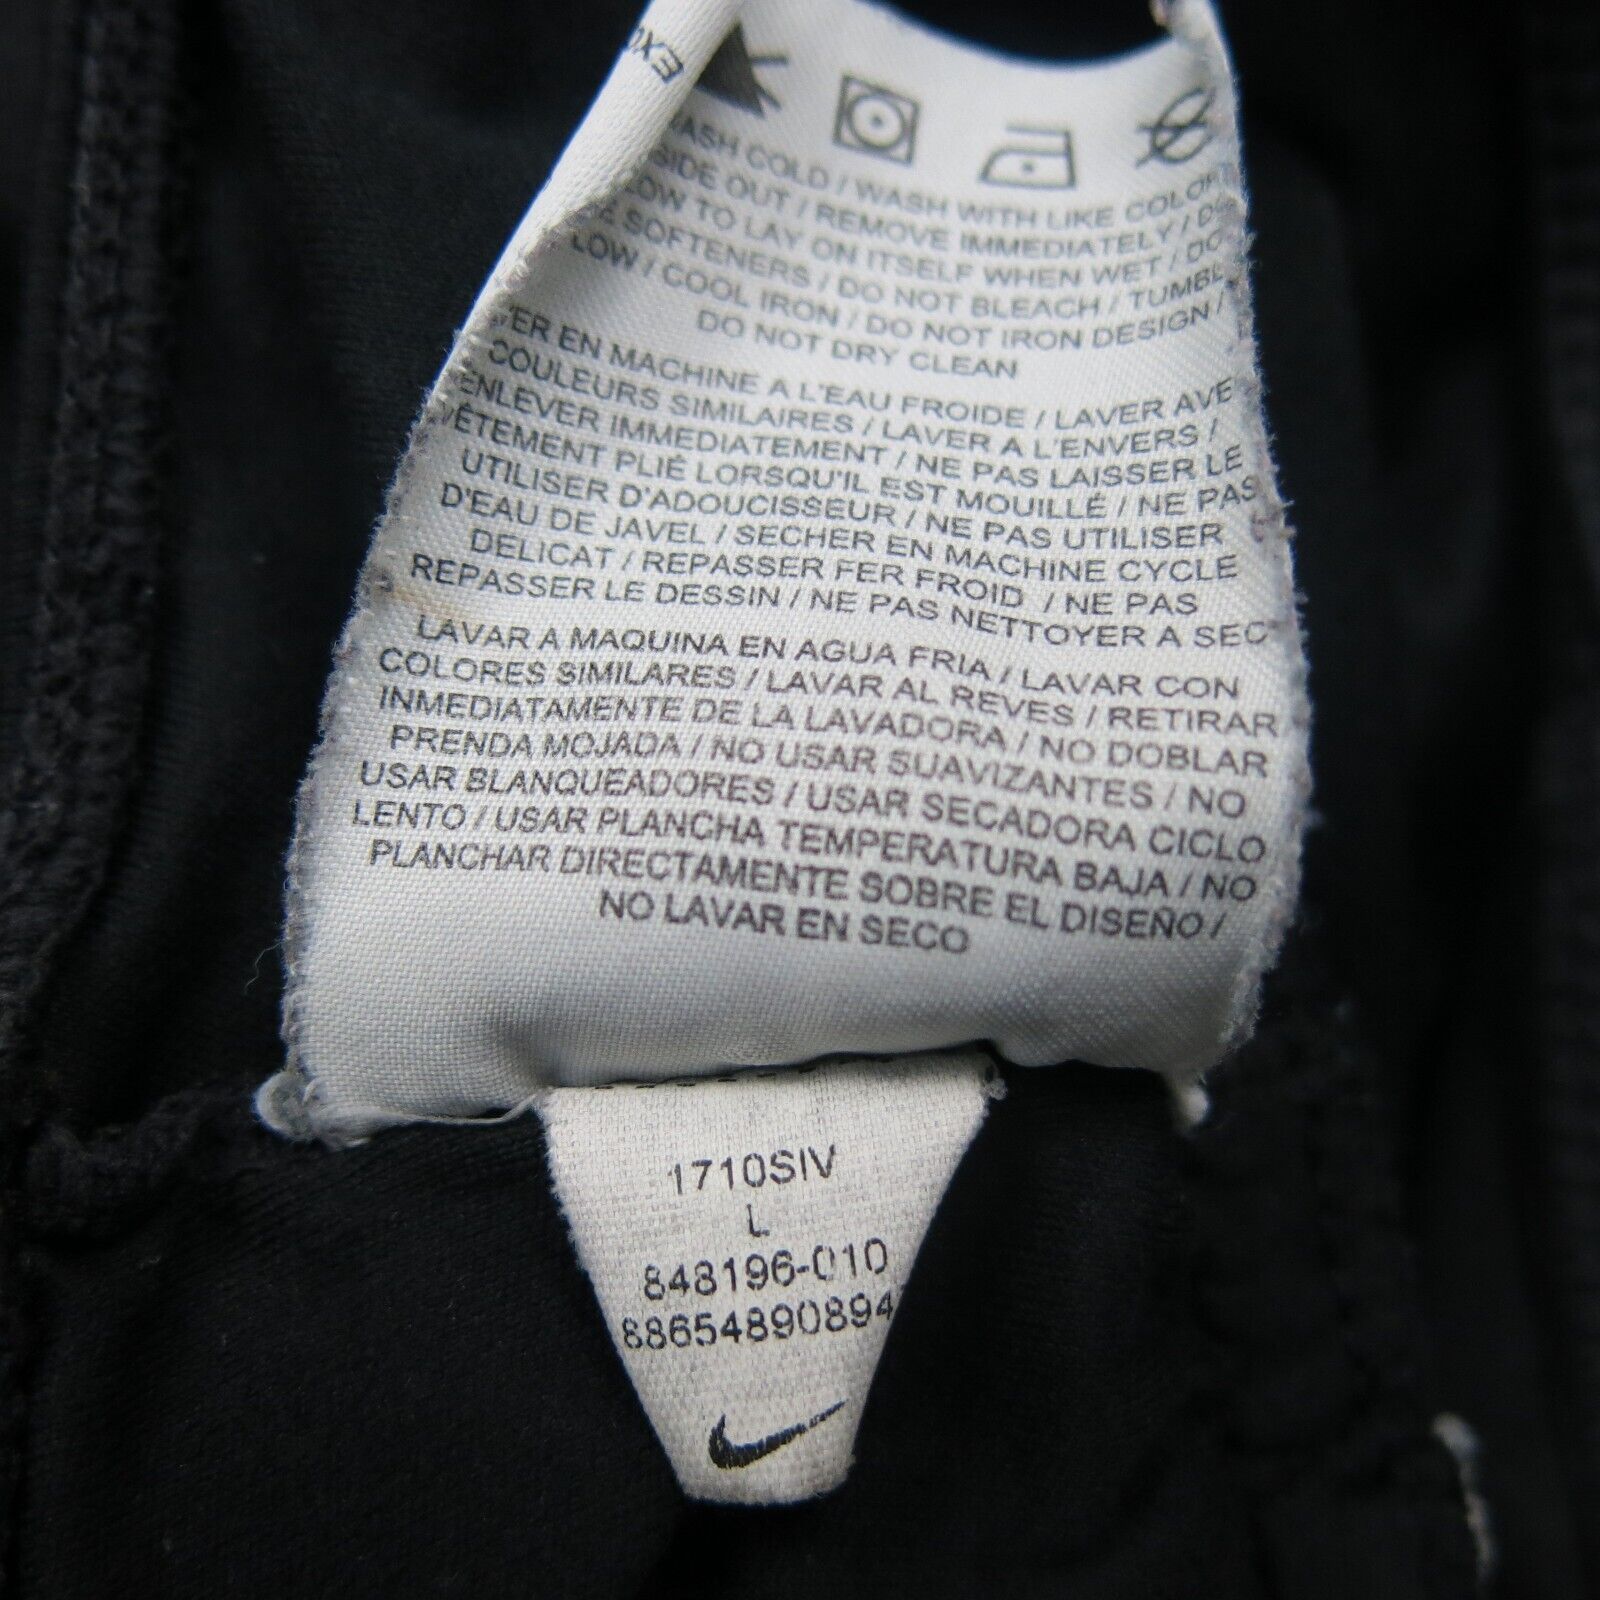 COLD / WASH WITH LIKE COLOR
SIDE OUT / REMOVE IMMEDIATELY /
TO LAY ON ITSELF WHEN WET / DO
SOFTENERS / DO NOT BLEACH / TUMBLE
LOW / COOL IRON / DO NOT IRON DESIGN /
DO NOT DRY CLEAN
EN MACHINE A L'EAU FROIDE / LAVER AVE
COULEURS SIMILAIRES / LAVER A L'ENVERS /
ENLEVER IMMEDIATEMENT / NE PAS LAISSER LE
VÊTEMENT PLIÉ LORSQU'IL EST MOUILLÉ / NE PAS
UTILISER D'ADOUCISSEUR / NE PAS UTILISER
D'EAU DE JAVEL / SECHER EN MACHINE CYCLE
DELICAT / REPASSER FER FROID / NE PAS
REPASSER LE DESSIN / NE PAS NETTOYER A SEC
LAVAR A MAQUINA EN AGUA FRIA / LAVAR CON
COLORES SIMILARES / LAVAR AL REVES / RETIRAR
INMEDIATAMENTE DE LA LAVADORA / NO DOBLAR
PRENDA MOJADA / NO USAR SUAVIZANTES / NO
USAR BLANQUEADORES / USAR SECADORA CICLO
LENTO / USAR PLANCHA TEMPERATURA BAJA / NO
PLANCHAR DIRECTAMENTE SOBRE EL DISEÑO /
NO LAVAR EN SECO
1710SIV
L
848196-010
88654890894